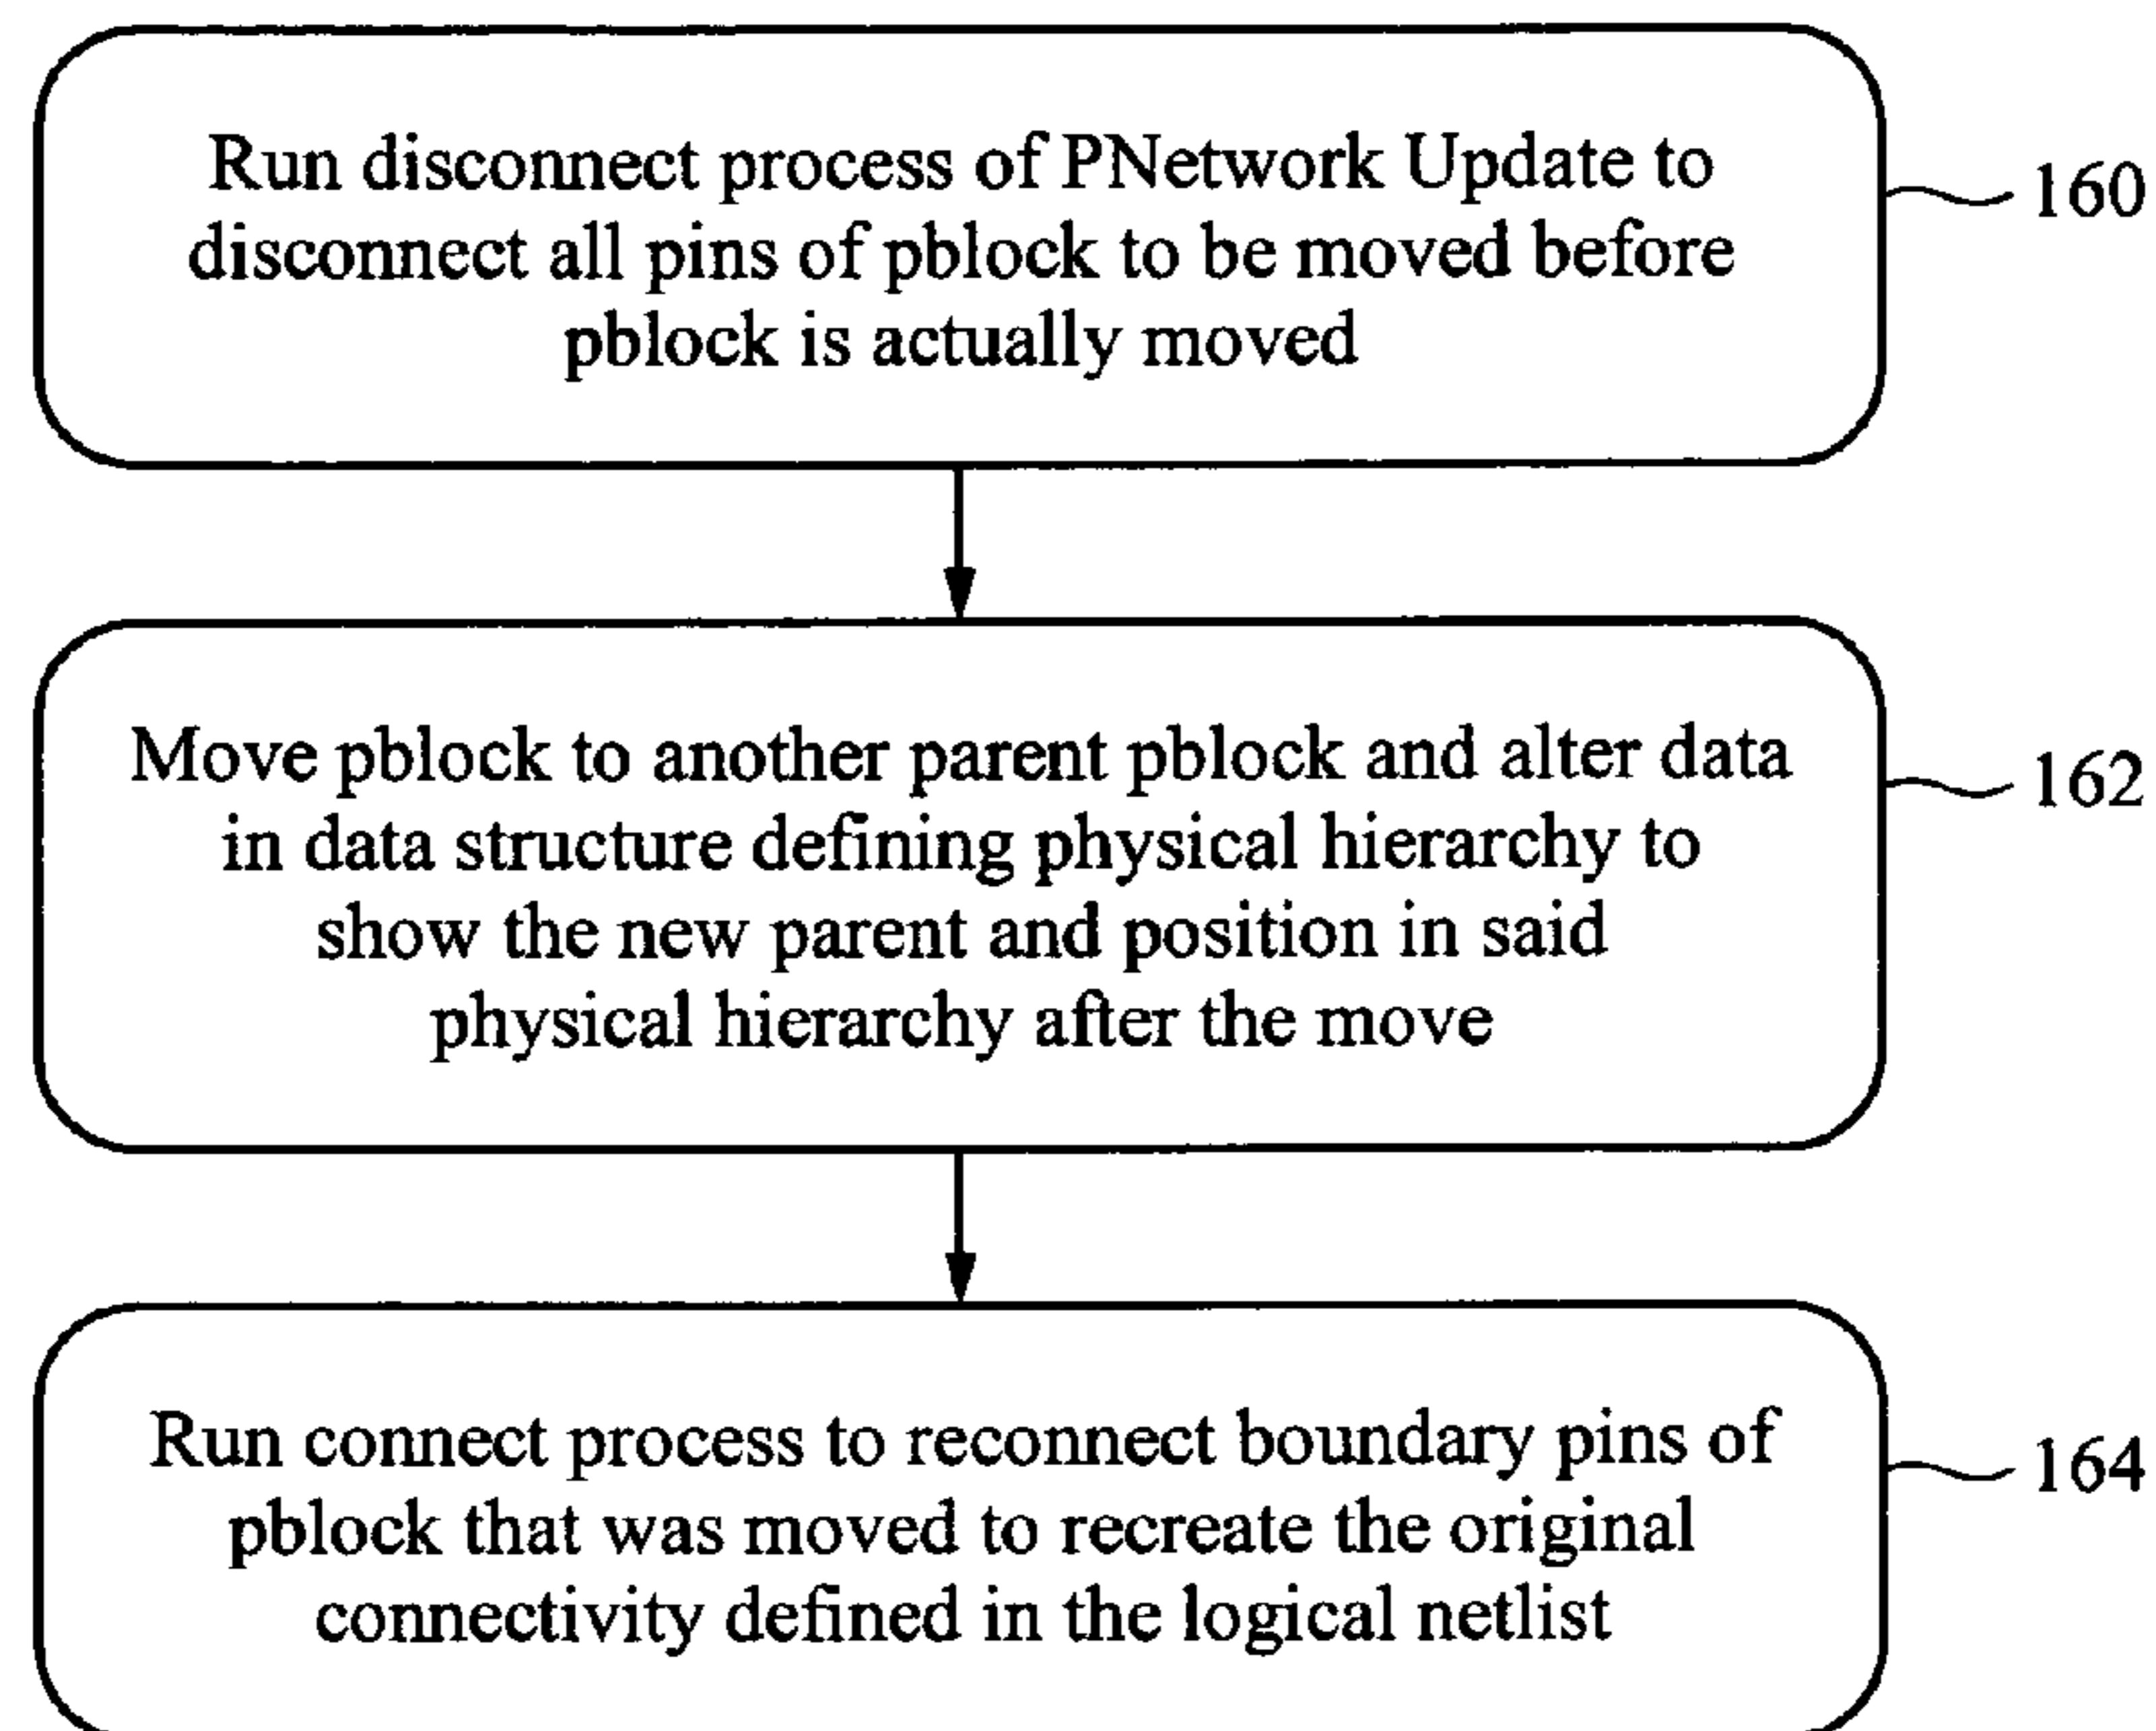 Run disconnect process of PNetwork Update to
disconnect all pins of pblock to be moved before
pblock is actually moved
160
Move pblock to another parent pblock and alter data
in data structure defining physical hierarchy to
show the new parent and position in said
physical hierarchy after the move
162
Run connect process to reconnect boundary pins of
pblock that was moved to recreate the original
connectivity defined in the logical netlist
164